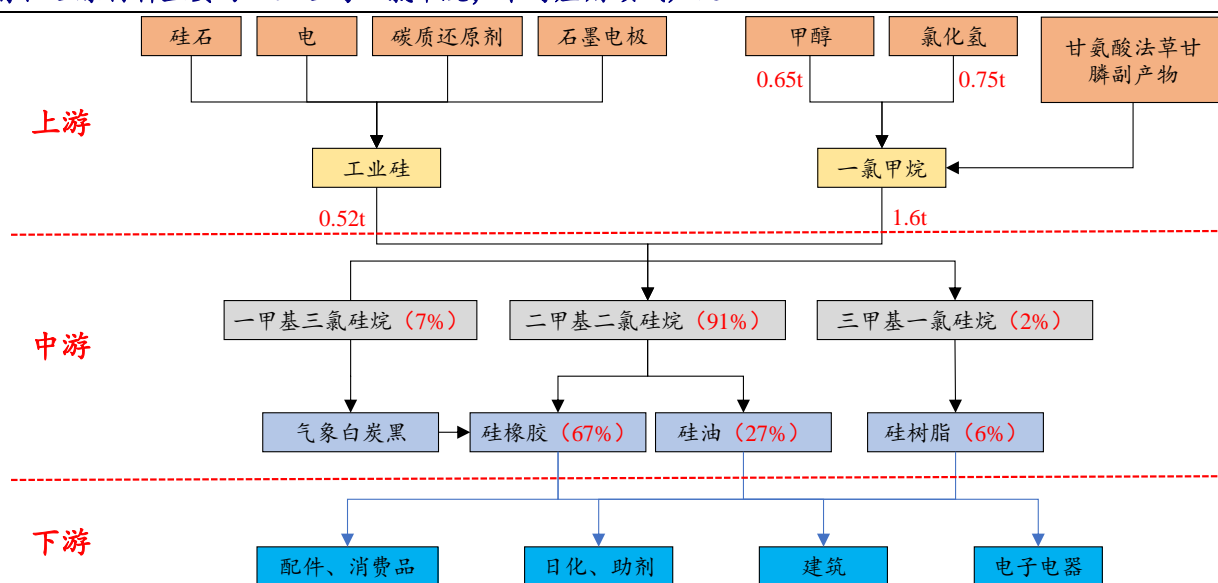 硅石
电
碳质还原剂
石墨电极
甲醇
氯化氢
甘氨酸法草甘
膦副产物
0.65t
0.75t
上游
工业硅
一氯甲烷
0.52t
1.6t
一甲基三氯硅烷（7%）
二甲基二氯硅烷（91%）
三甲基一氯硅烷（2%）
中游
气象白炭黑
硅橡胶（67%）
硅油（27%）
硅树脂（6%）
下游
配件、消费品
日化、助剂
建筑
电子电器